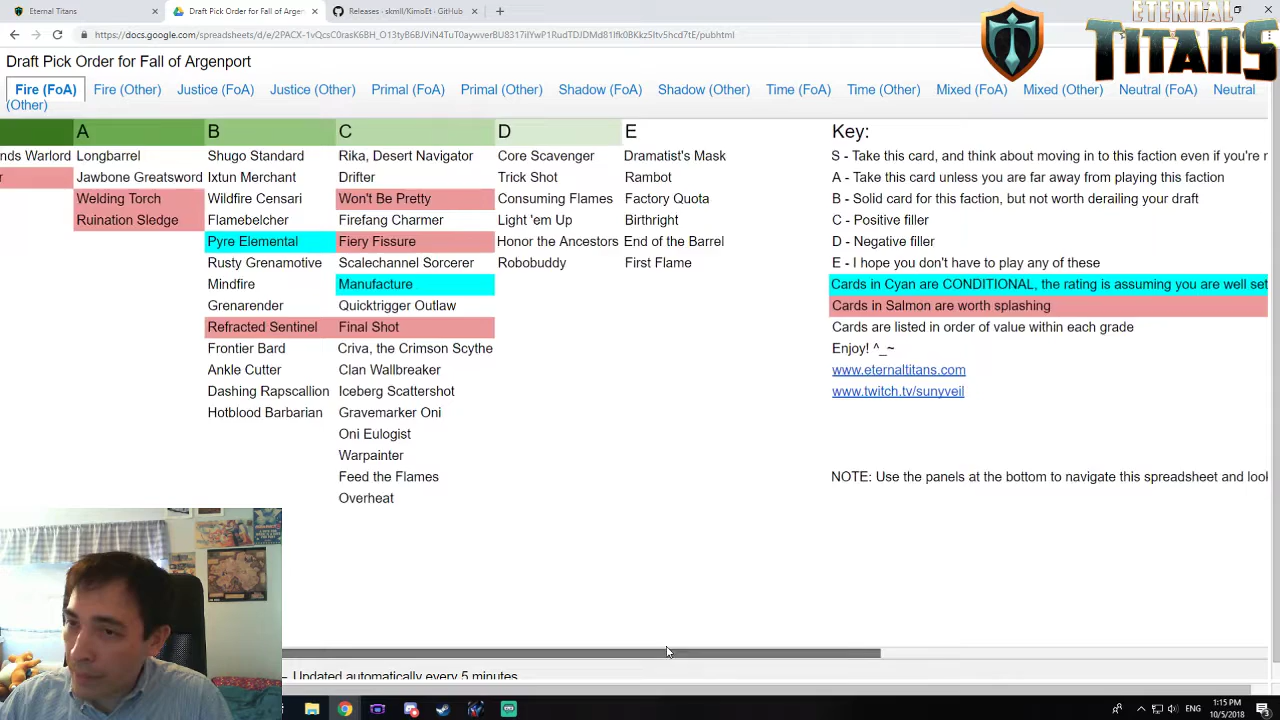 Eternal Titans
Draft Pick Order for Fall of Argen
Releases · skmll/KimoEt · GitHub
Draft Pick Order for Fall of Argenport
Fire (FoA) Fire (Other) Justice (FoA) Justice (Other) Primal (FoA) Primal (Other) Shadow (FoA) Shadow (Other) Time (FoA) Time (Other) Mixed (FoA) Mixed (Other) Neutral (FoA) Neutral
(Other)
ETERNAL
TITANS
A B C D E Key:
nds Warlord Longbarrel Shugo Standard Rika, Desert Navigator Core Scavenger Dramatist's Mask S - Take this card, and think about moving in to this faction even if you're r
r Jawbone Greatsword Ixtun Merchant Drifter Trick Shot Rambot A - Take this card unless you are far away from playing this faction
Welding Torch Wildfire Censari Won't Be Pretty Consuming Flames Factory Quota B - Solid card for this faction, but not worth derailing your draft
Ruination Sledge Flamebelcher Firefang Charmer Light 'em Up Birthright C - Positive filler
Pyre Elemental Fiery Fissure Honor the Ancestors End of the Barrel D - Negative filler
Rusty Grenamotive Scalechannel Sorcerer Robobuddy First Flame E - I hope you don't have to play any of these
Mindfire Manufacture Cards in Cyan are CONDITIONAL, the rating is assuming you are well set
Grenarender Quicktrigger Outlaw Cards in Salmon are worth splashing
Refracted Sentinel Final Shot Cards are listed in order of value within each grade
Frontier Bard Criva, the Crimson Scythe Enjoy! ^_~
Ankle Cutter Clan Wallbreaker www.eternaltitans.com
Dashing Rapscallion Iceberg Scattershot www.twitch.tv/sunyveil
Hotblood Barbarian Gravemarker Oni
Oni Eulogist
Warpainter
Feed the Flames NOTE: Use the panels at the bottom to navigate this spreadsheet and look
Overheat
– Updated automatically every 5 minutes
ENG
1:15 PM
10/5/2018